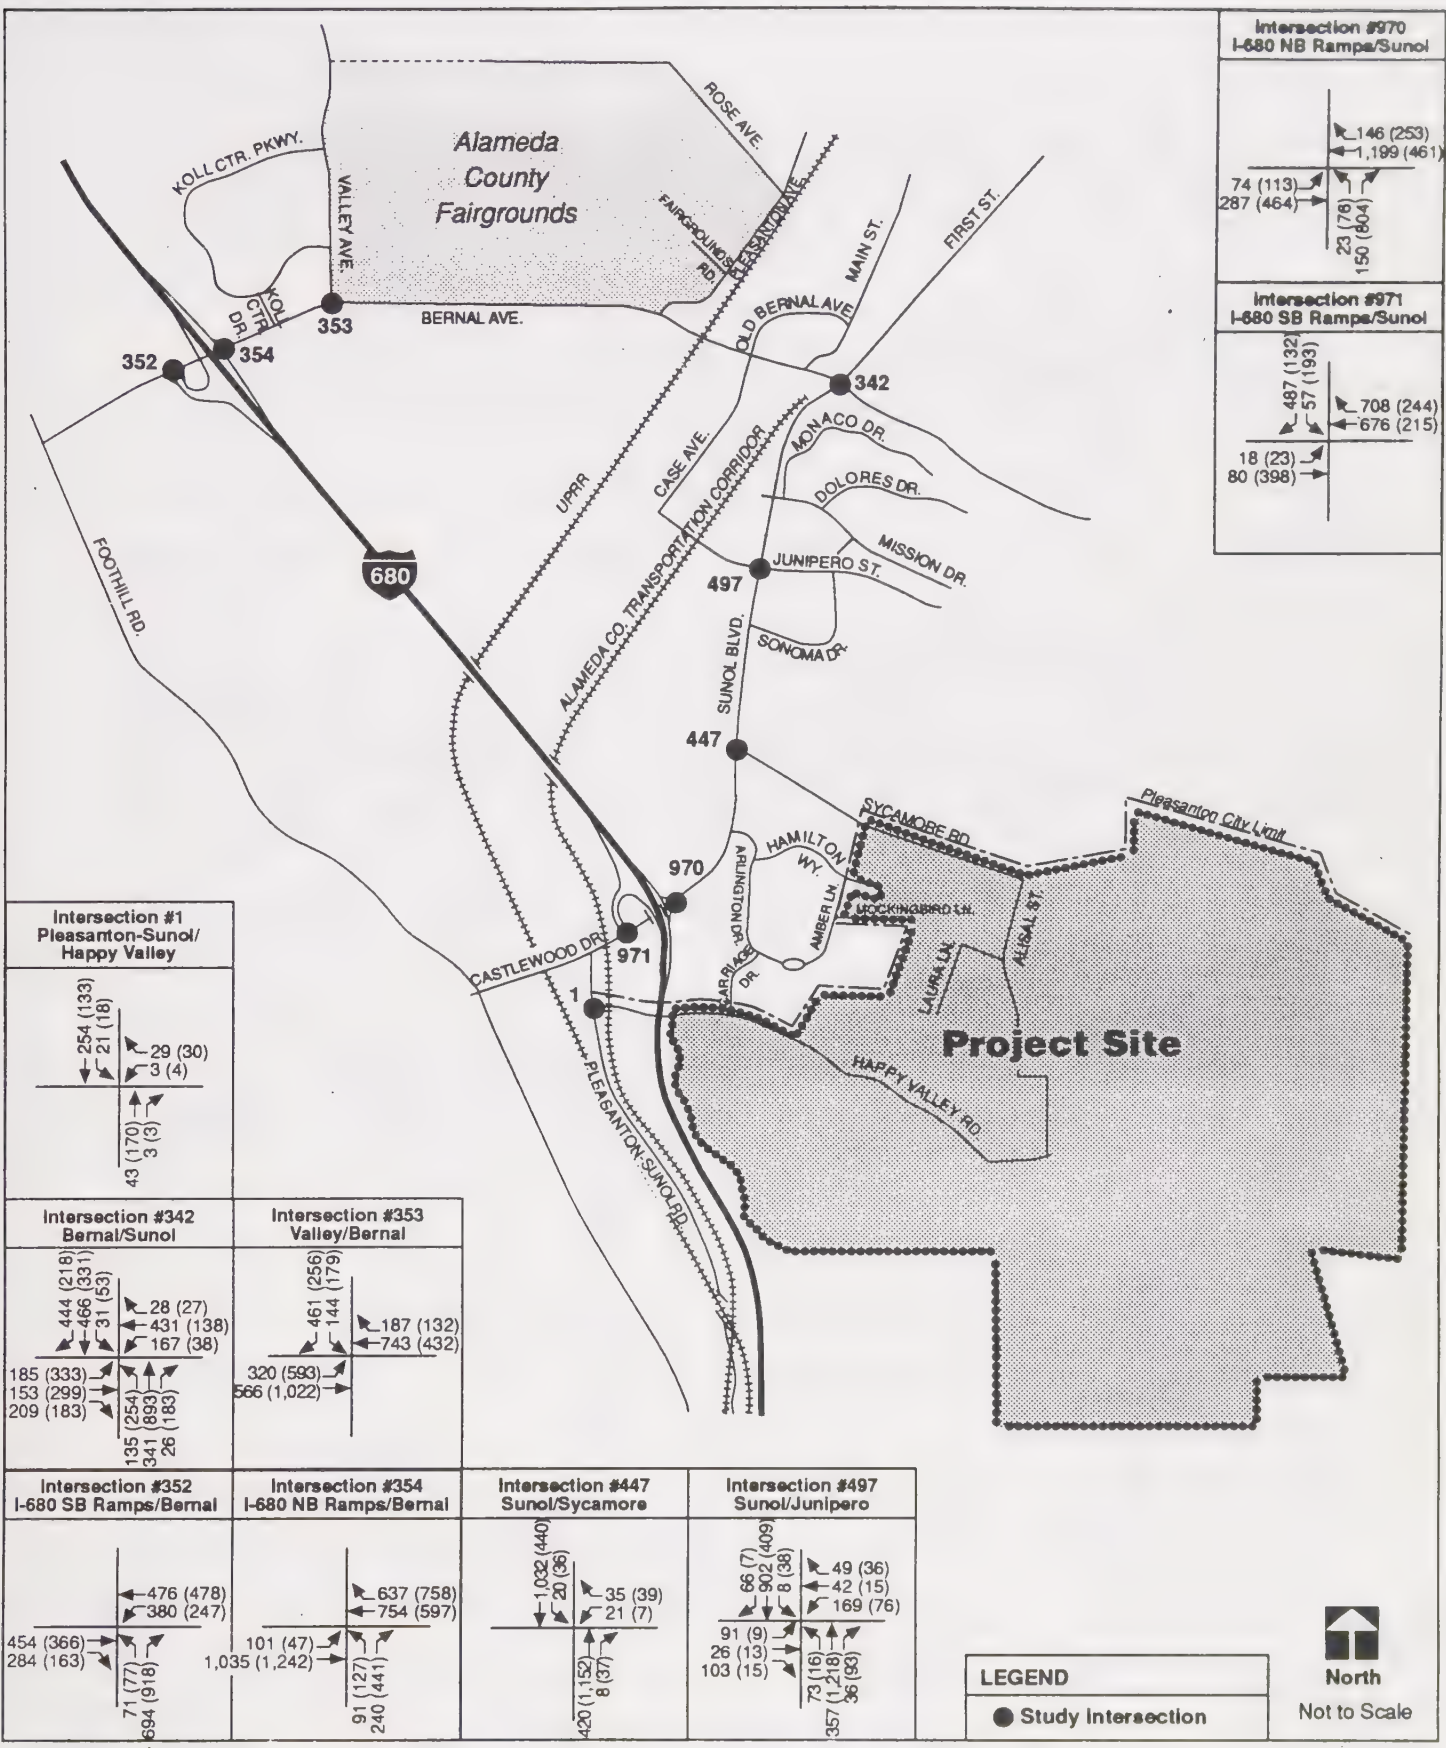 Intersection #970
I-680 NB Ramps/Sunol
146 (253)
1,199 (461)
74 (113)
287 (464)
23 (78)
150 (804)
Intersection #971
I-680 SB Ramps/Sunol
487 (132)
57 (193)
708 (244)
676 (215)
18 (23)
80 (398)
Alameda
County
Fairgrounds
ROSE AVE.
KOLL CTR. PKWY.
VALLEY AVE.
FAIRGROUNDS
RD.
PLEASANTON AVE.
MAIN ST.
FIRST ST.
KOL
CTR.
DR.
353
BERNAL AVE.
OLD BERNAL AVE
352
354
342
MONACO DR.
CASE AVE.
UPRR
ALAMEDA CO. TRANSPORTATION CORRIDOR
DOLORES DR.
MISSION DR.
JUNIPERO ST.
497
FOOTHILL RD.
680
SUNOL BLVD.
SONOMA DR.
447
SYCAMORE RD
Pleasanton City Limit
HAMILTON
WY.
ARLINGTON DR.
AMBER LN.
MOCKINGBIRD LN.
ALISAL ST.
LAURA LN.
970
971
CASTLEWOOD DR.
CARRIAGE
DR.
1
Project Site
HAPPY VALLEY RD.
PLEASANTON-SUNOL RD.
Intersection #1
Pleasanton-Sunol/
Happy Valley
254 (133)
21 (18)
29 (30)
3 (4)
43 (170)
3 (3)
Intersection #342
Bernal/Sunol
444 (218)
466 (331)
31 (53)
28 (27)
431 (138)
167 (38)
185 (333)
153 (299)
209 (183)
135 (254)
341 (893)
26 (183)
Intersection #353
Valley/Bernal
461 (256)
144 (179)
187 (132)
743 (432)
320 (593)
566 (1,022)
Intersection #352
I-680 SB Ramps/Bernal
476 (478)
380 (247)
454 (366)
284 (163)
71 (77)
694 (918)
Intersection #354
I-680 NB Ramps/Bernal
637 (758)
754 (597)
101 (47)
1,035 (1,242)
91 (127)
240 (441)
Intersection #447
Sunol/Sycamore
1,032 (440)
20 (36)
35 (39)
21 (7)
420 (1,152)
8 (37)
Intersection #497
Sunol/Junipero
66 (7)
902 (409)
8 (38)
49 (36)
42 (15)
169 (76)
91 (9)
26 (13)
103 (15)
73 (16)
357 (1,218)
36 (93)
LEGEND
Study Intersection
North
Not to Scale